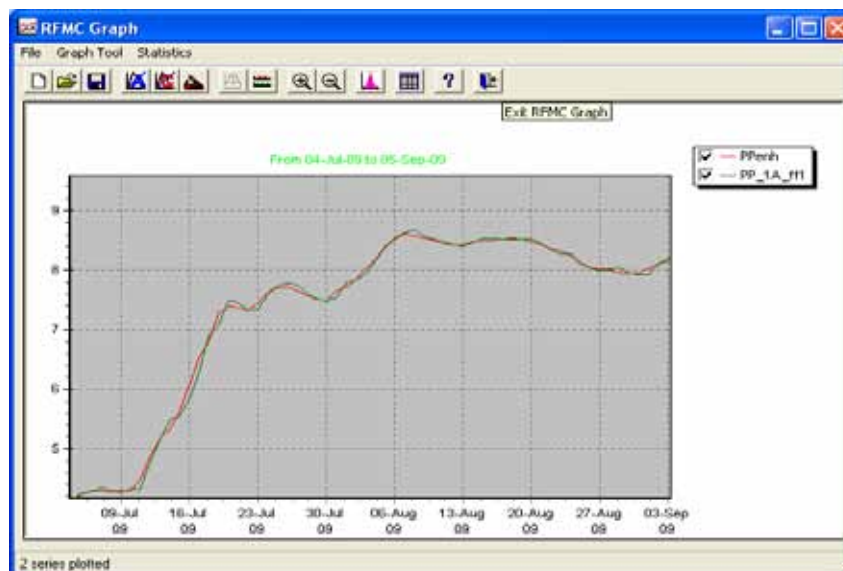 RFMC Graph
File Graph Tool Statistics
Exit RFMC Graph
From 04-Jul-09 to 05-Sep-09
PPenh
PP_1A_ff1
9
8
7
6
5
09-Jul 16-Jul 23-Jul 30-Jul 06-Aug 13-Aug 20-Aug 27-Aug 03-Sep
09 09 09 09 09 09 09 09 09
2 series plotted